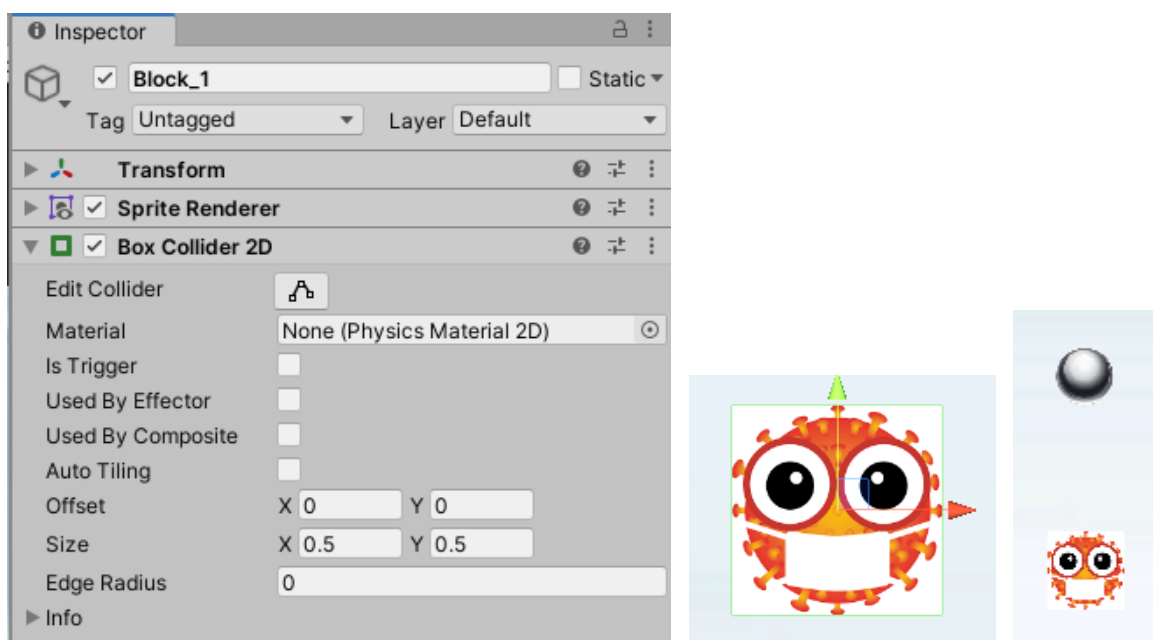 Inspector
Block_1 Static
Tag Untagged Layer Default
Transform
Sprite Renderer
Box Collider 2D
Edit Collider
Material None (Physics Material 2D)
Is Trigger
Used By Effector
Used By Composite
Auto Tiling
Offset X 0 Y 0
Size X 0.5 Y 0.5
Edge Radius 0
Info